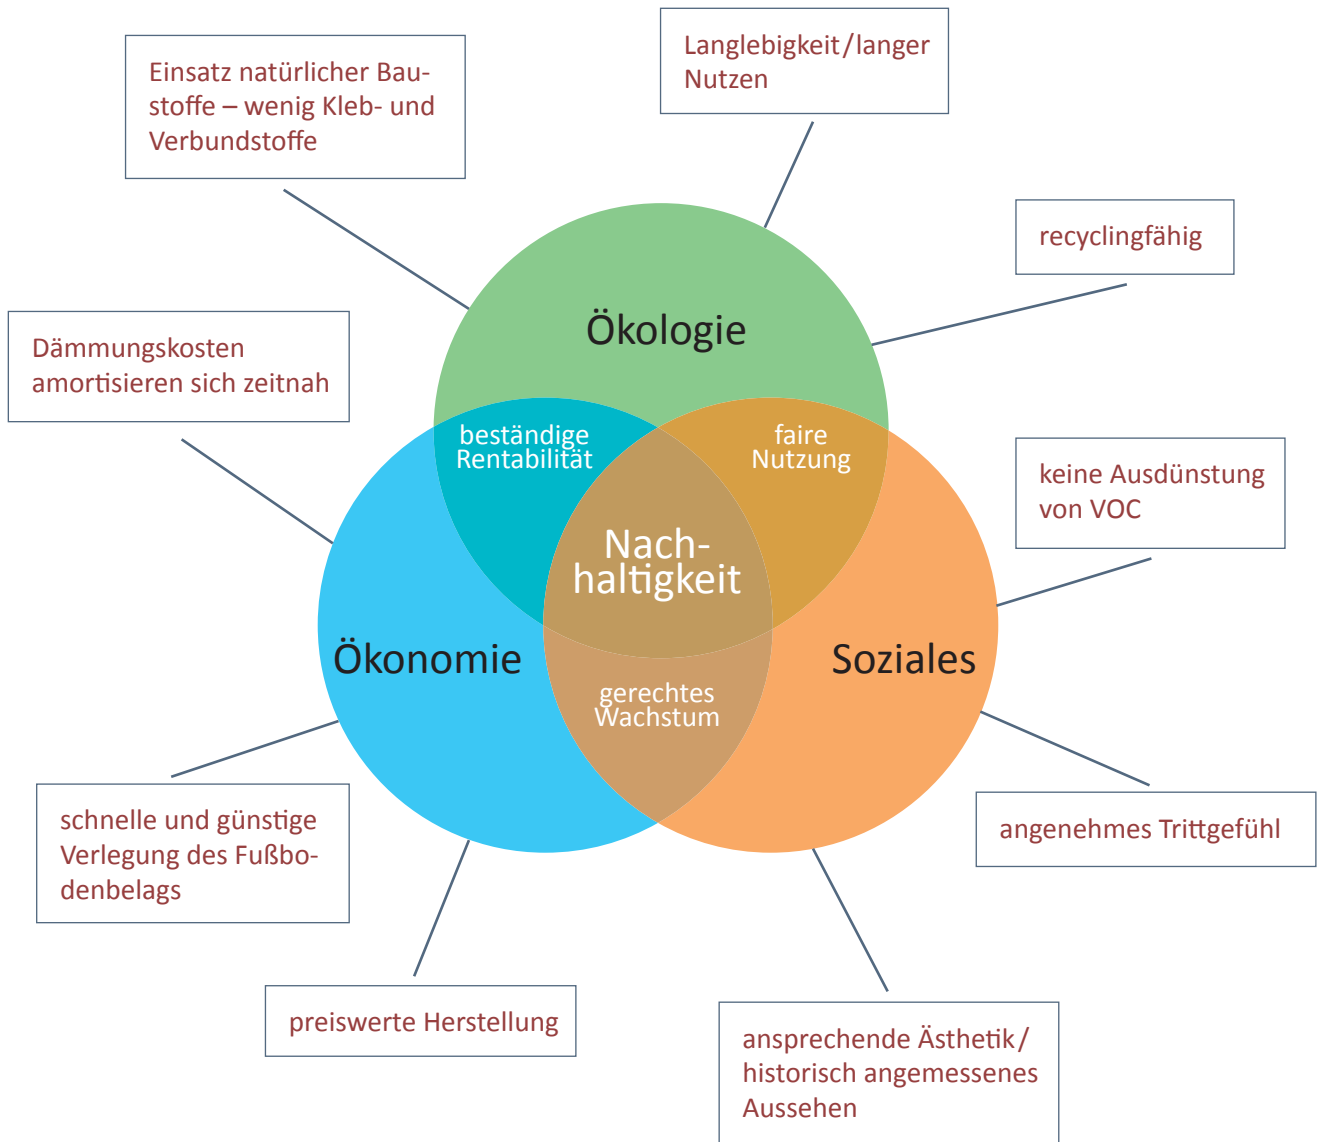 Langlebigkeit/langer
Nutzen
Einsatz natürlicher Bau-
stoffe – wenig Kleb- und
Verbundstoffe
recyclingfähig
Ökologie
Dämmungskosten
amortisieren sich zeitnah
beständige
Rentabilität
faire
Nutzung
keine Ausdünstung
von VOC
Nach-
haltigkeit
Ökonomie
Soziales
gerechtes
Wachstum
schnelle und günstige
Verlegung des Fußbo-
denbelags
angenehmes Trittgefühl
preiswerte Herstellung
ansprechende Ästhetik/
historisch angemessenes
Aussehen